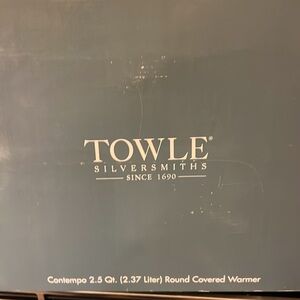 TOWLE®
SILVERSMITHS
SINCE 1690
Contempo 2.5 Qt. (2.37 Liter) Round Covered Warmer